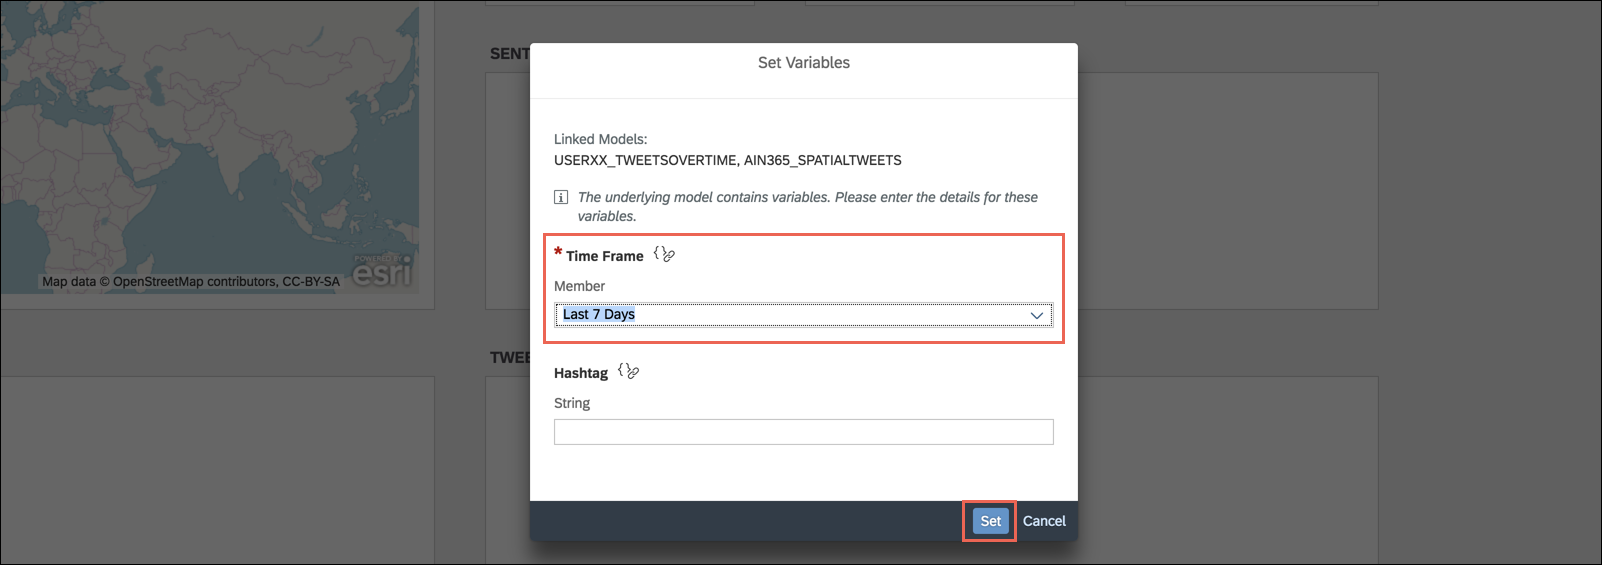 SENT
Set Variables
Linked Models:
USERXX_TWEETSOVERTIME, AIN365_SPATIALTWEETS
The underlying model contains variables. Please enter the details for these
variables.
* Time Frame
Member
Last 7 Days
POWERED BY
esri
Map data © OpenStreetMap contributors, CC-BY-SA
TWEE
Hashtag
String
Set Cancel